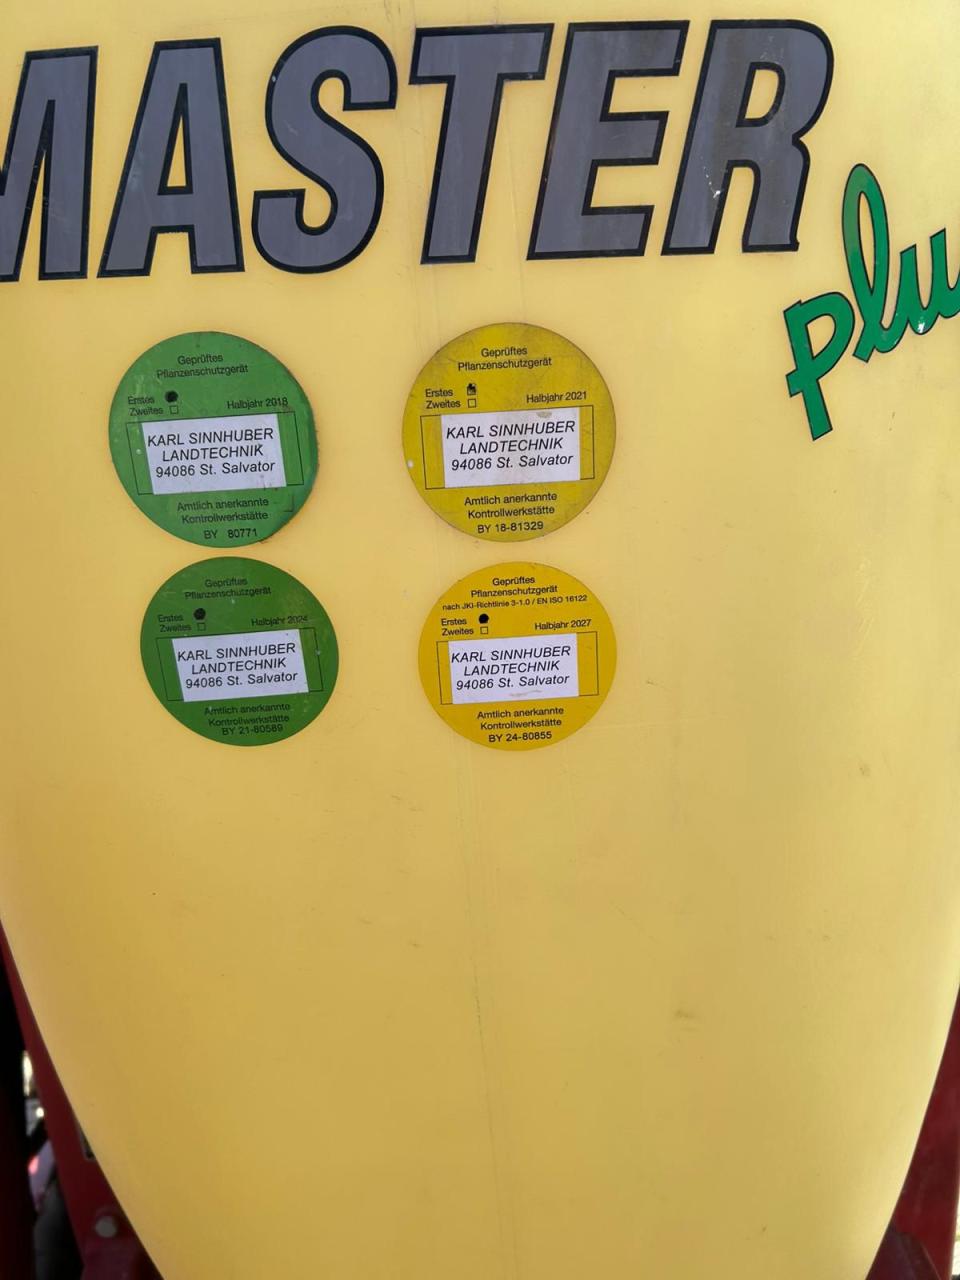 MASTER
plu
Geprüftes
Pflanzenschutzgerät
Erstes
Zweites
Halbjahr 2018
KARL SINNHUBER
LANDTECHNIK
94086 St. Salvator
Amtlich anerkannte
Kontrollwerkstätte
BY 80771
Geprüftes
Pflanzenschutzgerät
Erstes
Zweites
Halbjahr 2021
KARL SINNHUBER
LANDTECHNIK
94086 St. Salvator
Amtlich anerkannte
Kontrollwerkstätte
BY 18-81329
Geprüftes
Pflanzenschutzgerät
Erstes
Zweites
Halbjahr 2024
KARL SINNHUBER
LANDTECHNIK
94086 St. Salvator
Amtlich anerkannte
Kontrollwerkstätte
BY 21-80589
Geprüftes
Pflanzenschutzgerät
nach JKI-Richtlinie 3-1.0 / EN ISO 16122
Erstes
Zweites
Halbjahr 2027
KARL SINNHUBER
LANDTECHNIK
94086 St. Salvator
Amtlich anerkannte
Kontrollwerkstätte
BY 24-80855